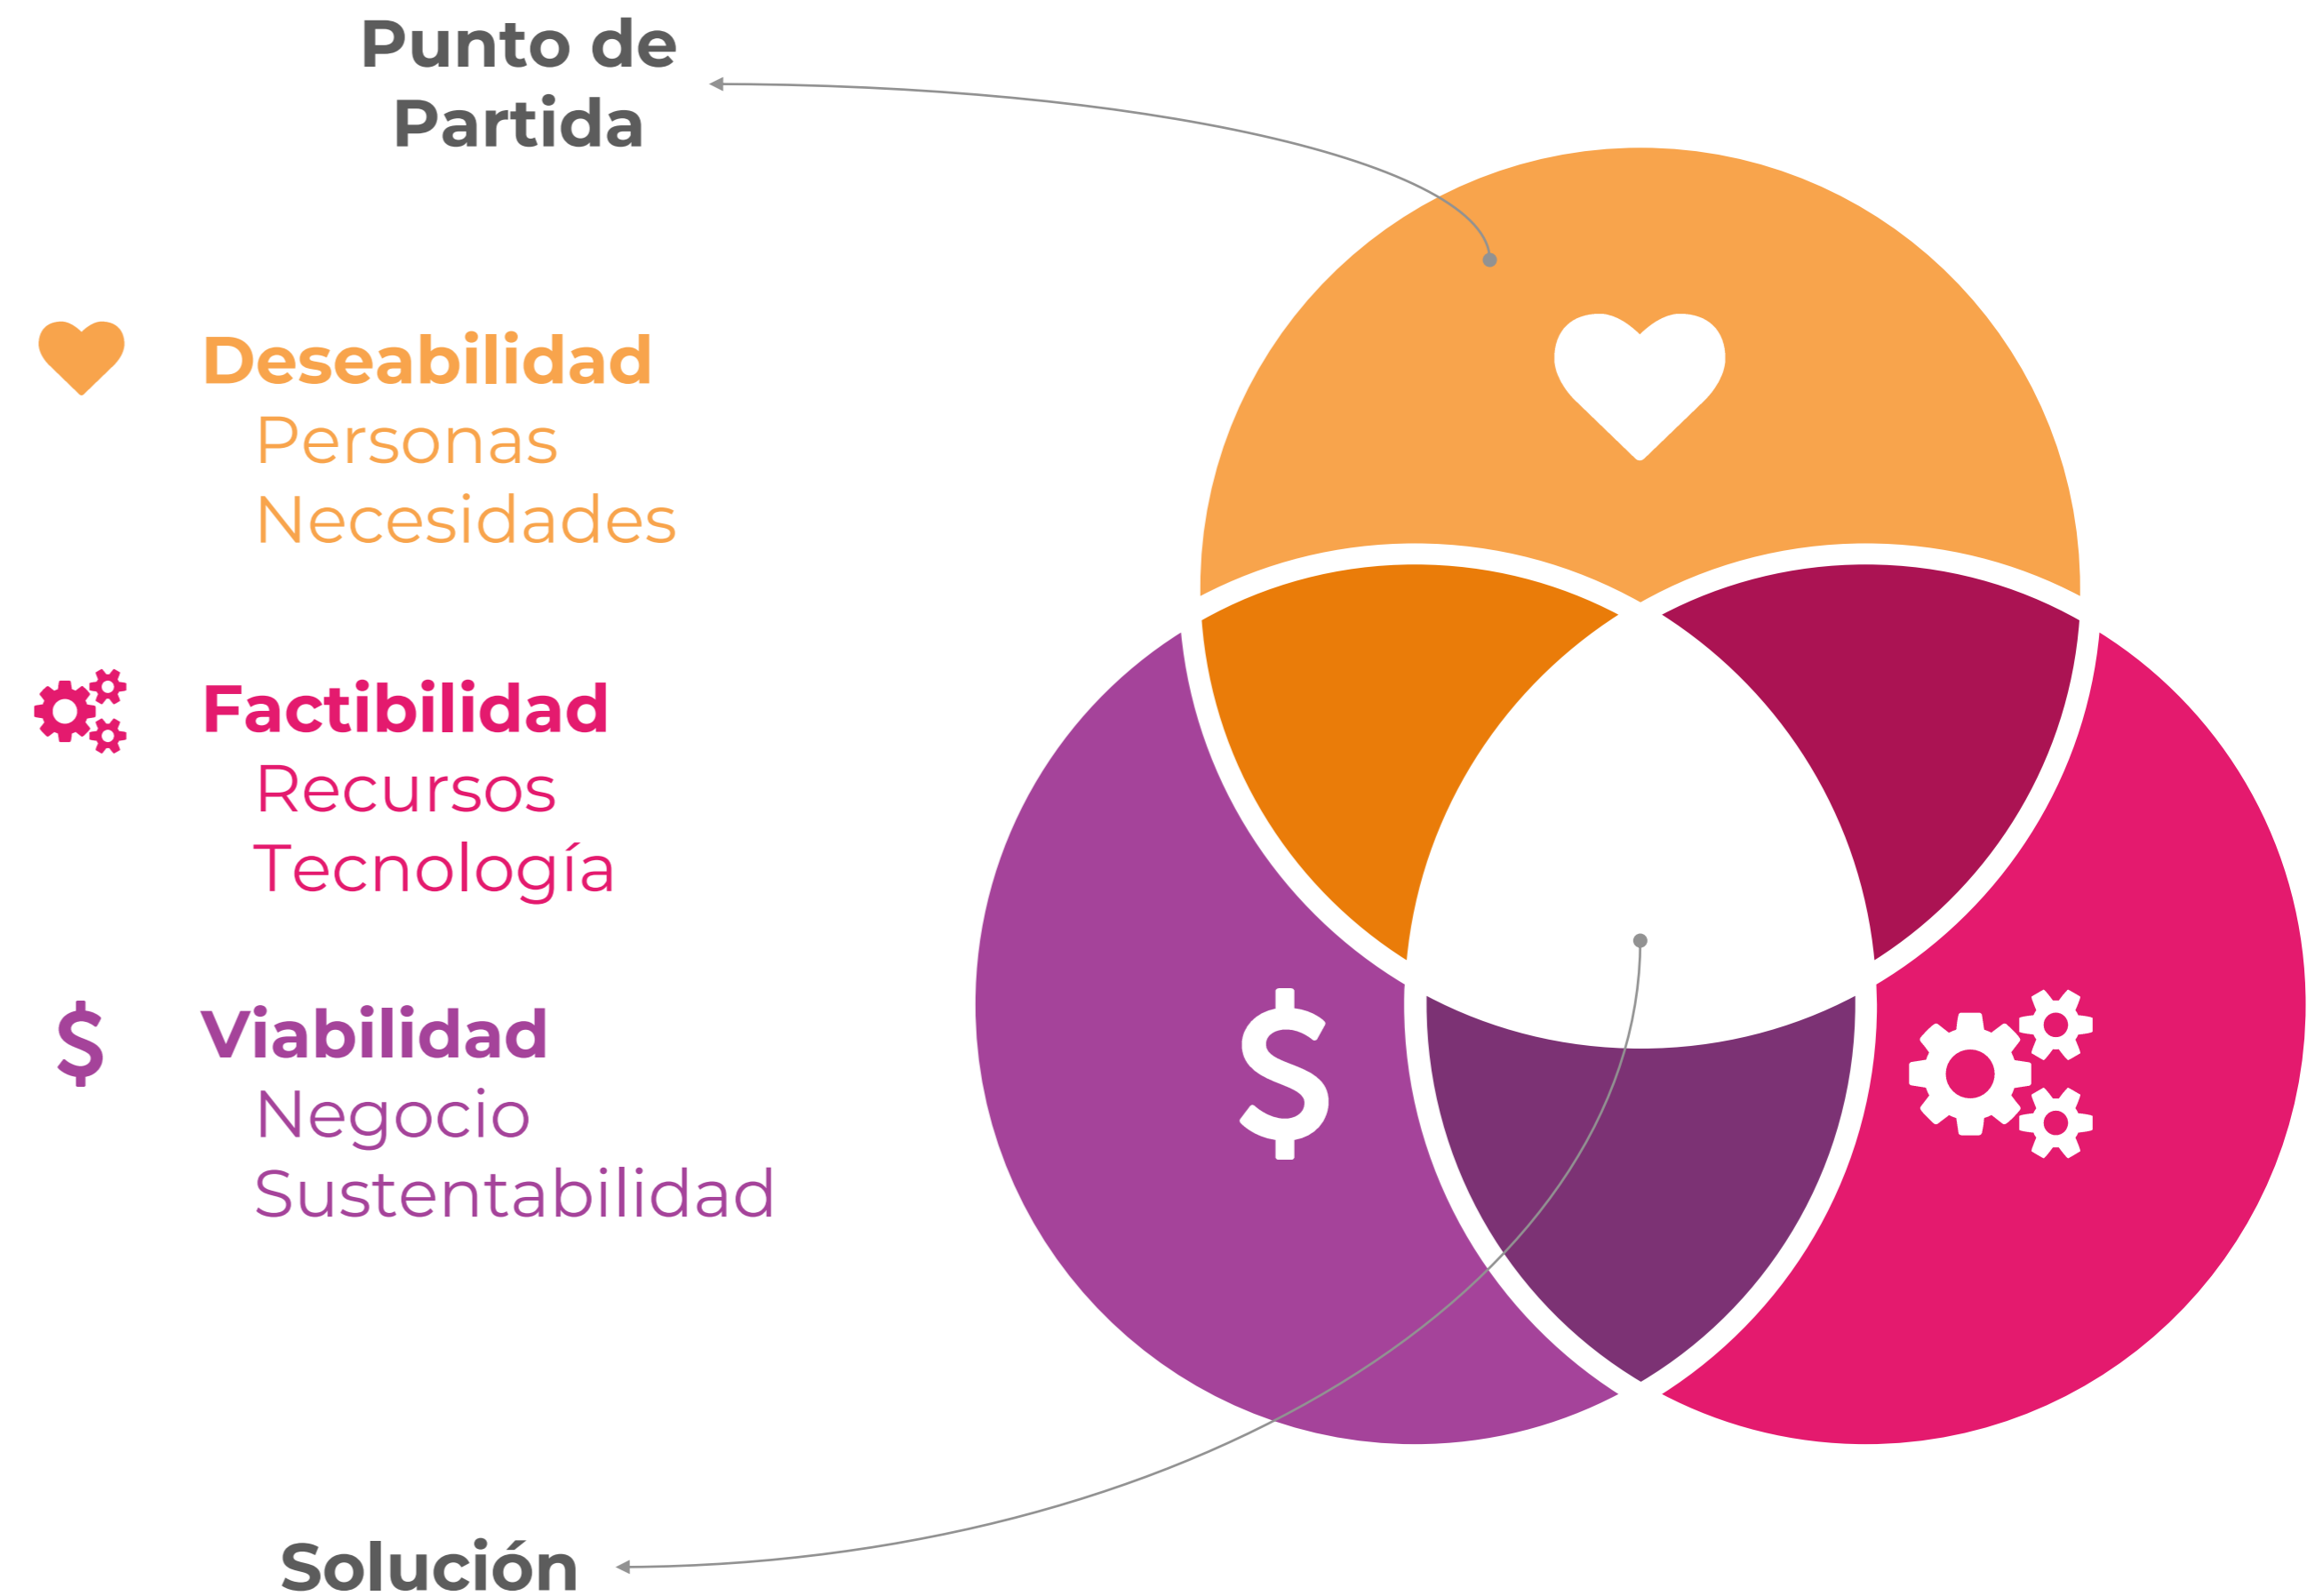 Punto de
Partida
Deseabilidad
Personas
Necesidades
Factibilidad
Recursos
Tecnología
Viabilidad
Negocio
Sustentabilidad
Solución